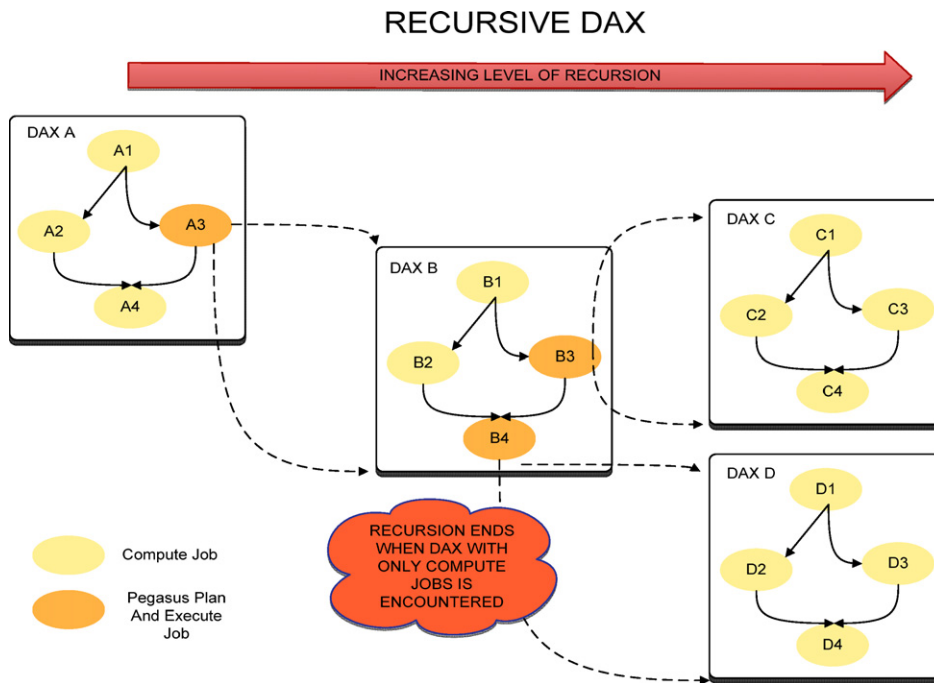 RECURSIVE DAX
INCREASING LEVEL OF RECURSION
DAX A
A1
A2
A3
A4
DAX B
B1
B2
B3
B4
DAX C
C1
C2
C3
C4
DAX D
D1
D2
D3
D4
RECURSION ENDS
WHEN DAX WITH
ONLY COMPUTE
JOBS IS
ENCOUNTERED
Compute Job
Pegasus Plan
And Execute
Job